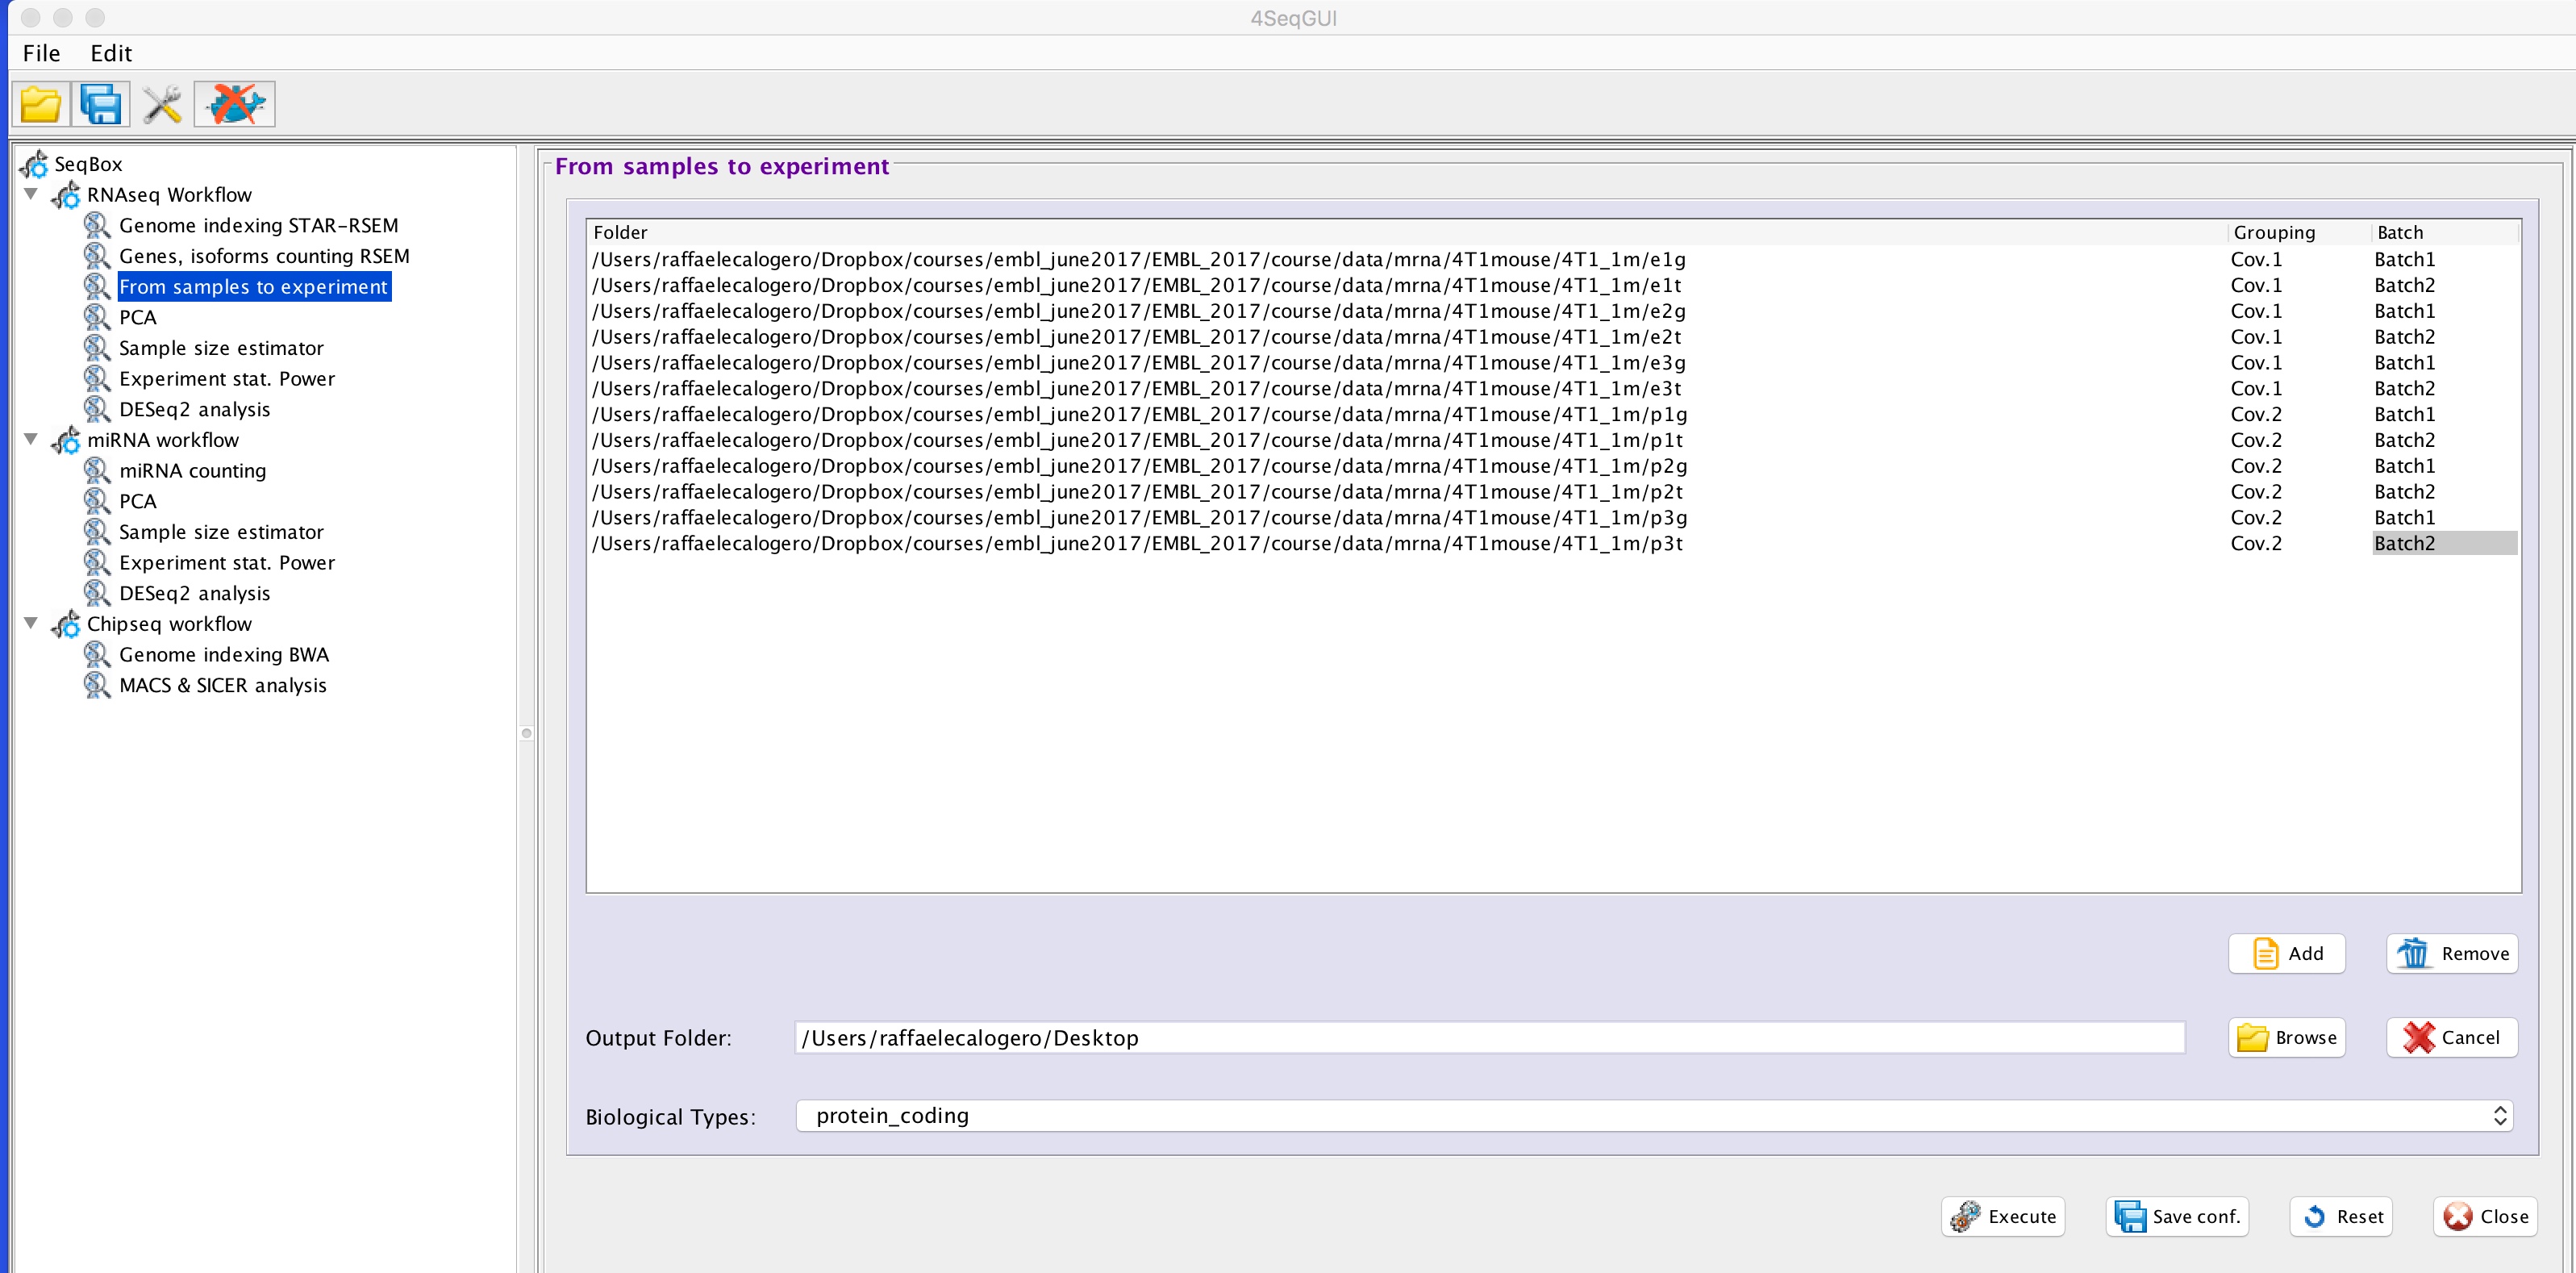 4SeqGUI
File Edit
SeqBox
RNAseq Workflow
Genome indexing STAR-RSEM
Genes, isoforms counting RSEM
From samples to experiment
PCA
Sample size estimator
Experiment stat. Power
DESeq2 analysis
miRNA workflow
miRNA counting
PCA
Sample size estimator
Experiment stat. Power
DESeq2 analysis
Chipseq workflow
Genome indexing BWA
MACS & SICER analysis
From samples to experiment
Folder Grouping Batch
/Users/raffaelecalogero/Dropbox/courses/embl_june2017/EMBL_2017/course/data/mrna/4T1mouse/4T1_1m/e1g Cov.1 Batch1
/Users/raffaelecalogero/Dropbox/courses/embl_june2017/EMBL_2017/course/data/mrna/4T1mouse/4T1_1m/e1t Cov.1 Batch2
/Users/raffaelecalogero/Dropbox/courses/embl_june2017/EMBL_2017/course/data/mrna/4T1mouse/4T1_1m/e2g Cov.1 Batch1
/Users/raffaelecalogero/Dropbox/courses/embl_june2017/EMBL_2017/course/data/mrna/4T1mouse/4T1_1m/e2t Cov.1 Batch2
/Users/raffaelecalogero/Dropbox/courses/embl_june2017/EMBL_2017/course/data/mrna/4T1mouse/4T1_1m/e3g Cov.1 Batch1
/Users/raffaelecalogero/Dropbox/courses/embl_june2017/EMBL_2017/course/data/mrna/4T1mouse/4T1_1m/e3t Cov.1 Batch2
/Users/raffaelecalogero/Dropbox/courses/embl_june2017/EMBL_2017/course/data/mrna/4T1mouse/4T1_1m/p1g Cov.2 Batch1
/Users/raffaelecalogero/Dropbox/courses/embl_june2017/EMBL_2017/course/data/mrna/4T1mouse/4T1_1m/p1t Cov.2 Batch2
/Users/raffaelecalogero/Dropbox/courses/embl_june2017/EMBL_2017/course/data/mrna/4T1mouse/4T1_1m/p2g Cov.2 Batch1
/Users/raffaelecalogero/Dropbox/courses/embl_june2017/EMBL_2017/course/data/mrna/4T1mouse/4T1_1m/p2t Cov.2 Batch2
/Users/raffaelecalogero/Dropbox/courses/embl_june2017/EMBL_2017/course/data/mrna/4T1mouse/4T1_1m/p3g Cov.2 Batch1
/Users/raffaelecalogero/Dropbox/courses/embl_june2017/EMBL_2017/course/data/mrna/4T1mouse/4T1_1m/p3t Cov.2 Batch2
Add Remove
Output Folder: /Users/raffaelecalogero/Desktop Browse Cancel
Biological Types: protein_coding
Execute Save conf. Reset Close